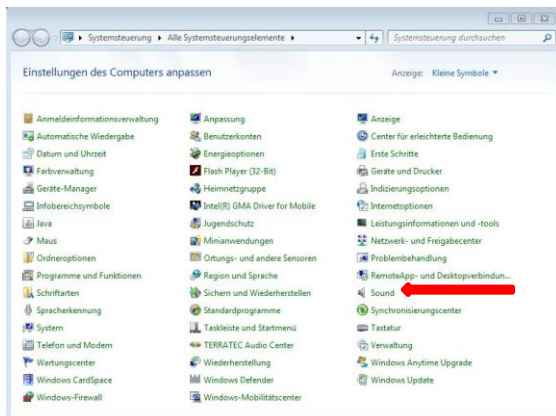 Systemsteuerung ▸ Alle Systemsteuerungselemente ▸
Systemsteuerung durchsuchen
Einstellungen des Computers anpassen
Anzeige: Kleine Symbole
Anmeldeinformationsverwaltung
Anpassung
Anzeige
Automatische Wiedergabe
Benutzerkonten
Center für erleichterte Bedienung
Datum und Uhrzeit
Energieoptionen
Erste Schritte
Farbverwaltung
Flash Player (32-Bit)
Geräte und Drucker
Geräte-Manager
Heimnetzgruppe
Indizierungsoptionen
Infobereichsymbole
Intel(R) GMA Driver for Mobile
Internetoptionen
Java
Jugendschutz
Leistungsinformationen und -tools
Maus
Minianwendungen
Netzwerk- und Freigabecenter
Ordneroptionen
Ortungs- und andere Sensoren
Problembehandlung
Programme und Funktionen
Region und Sprache
RemoteApp- und Desktopverbindun...
Schriftarten
Sichern und Wiederherstellen
Sound
Spracherkennung
Standardprogramme
Synchronisierungscenter
System
Taskleiste und Startmenü
Tastatur
Telefon und Modem
TERRATEC Audio Center
Verwaltung
Wartungscenter
Wiederherstellung
Windows Anytime Upgrade
Windows CardSpace
Windows Defender
Windows Update
Windows-Firewall
Windows-Mobilitätscenter